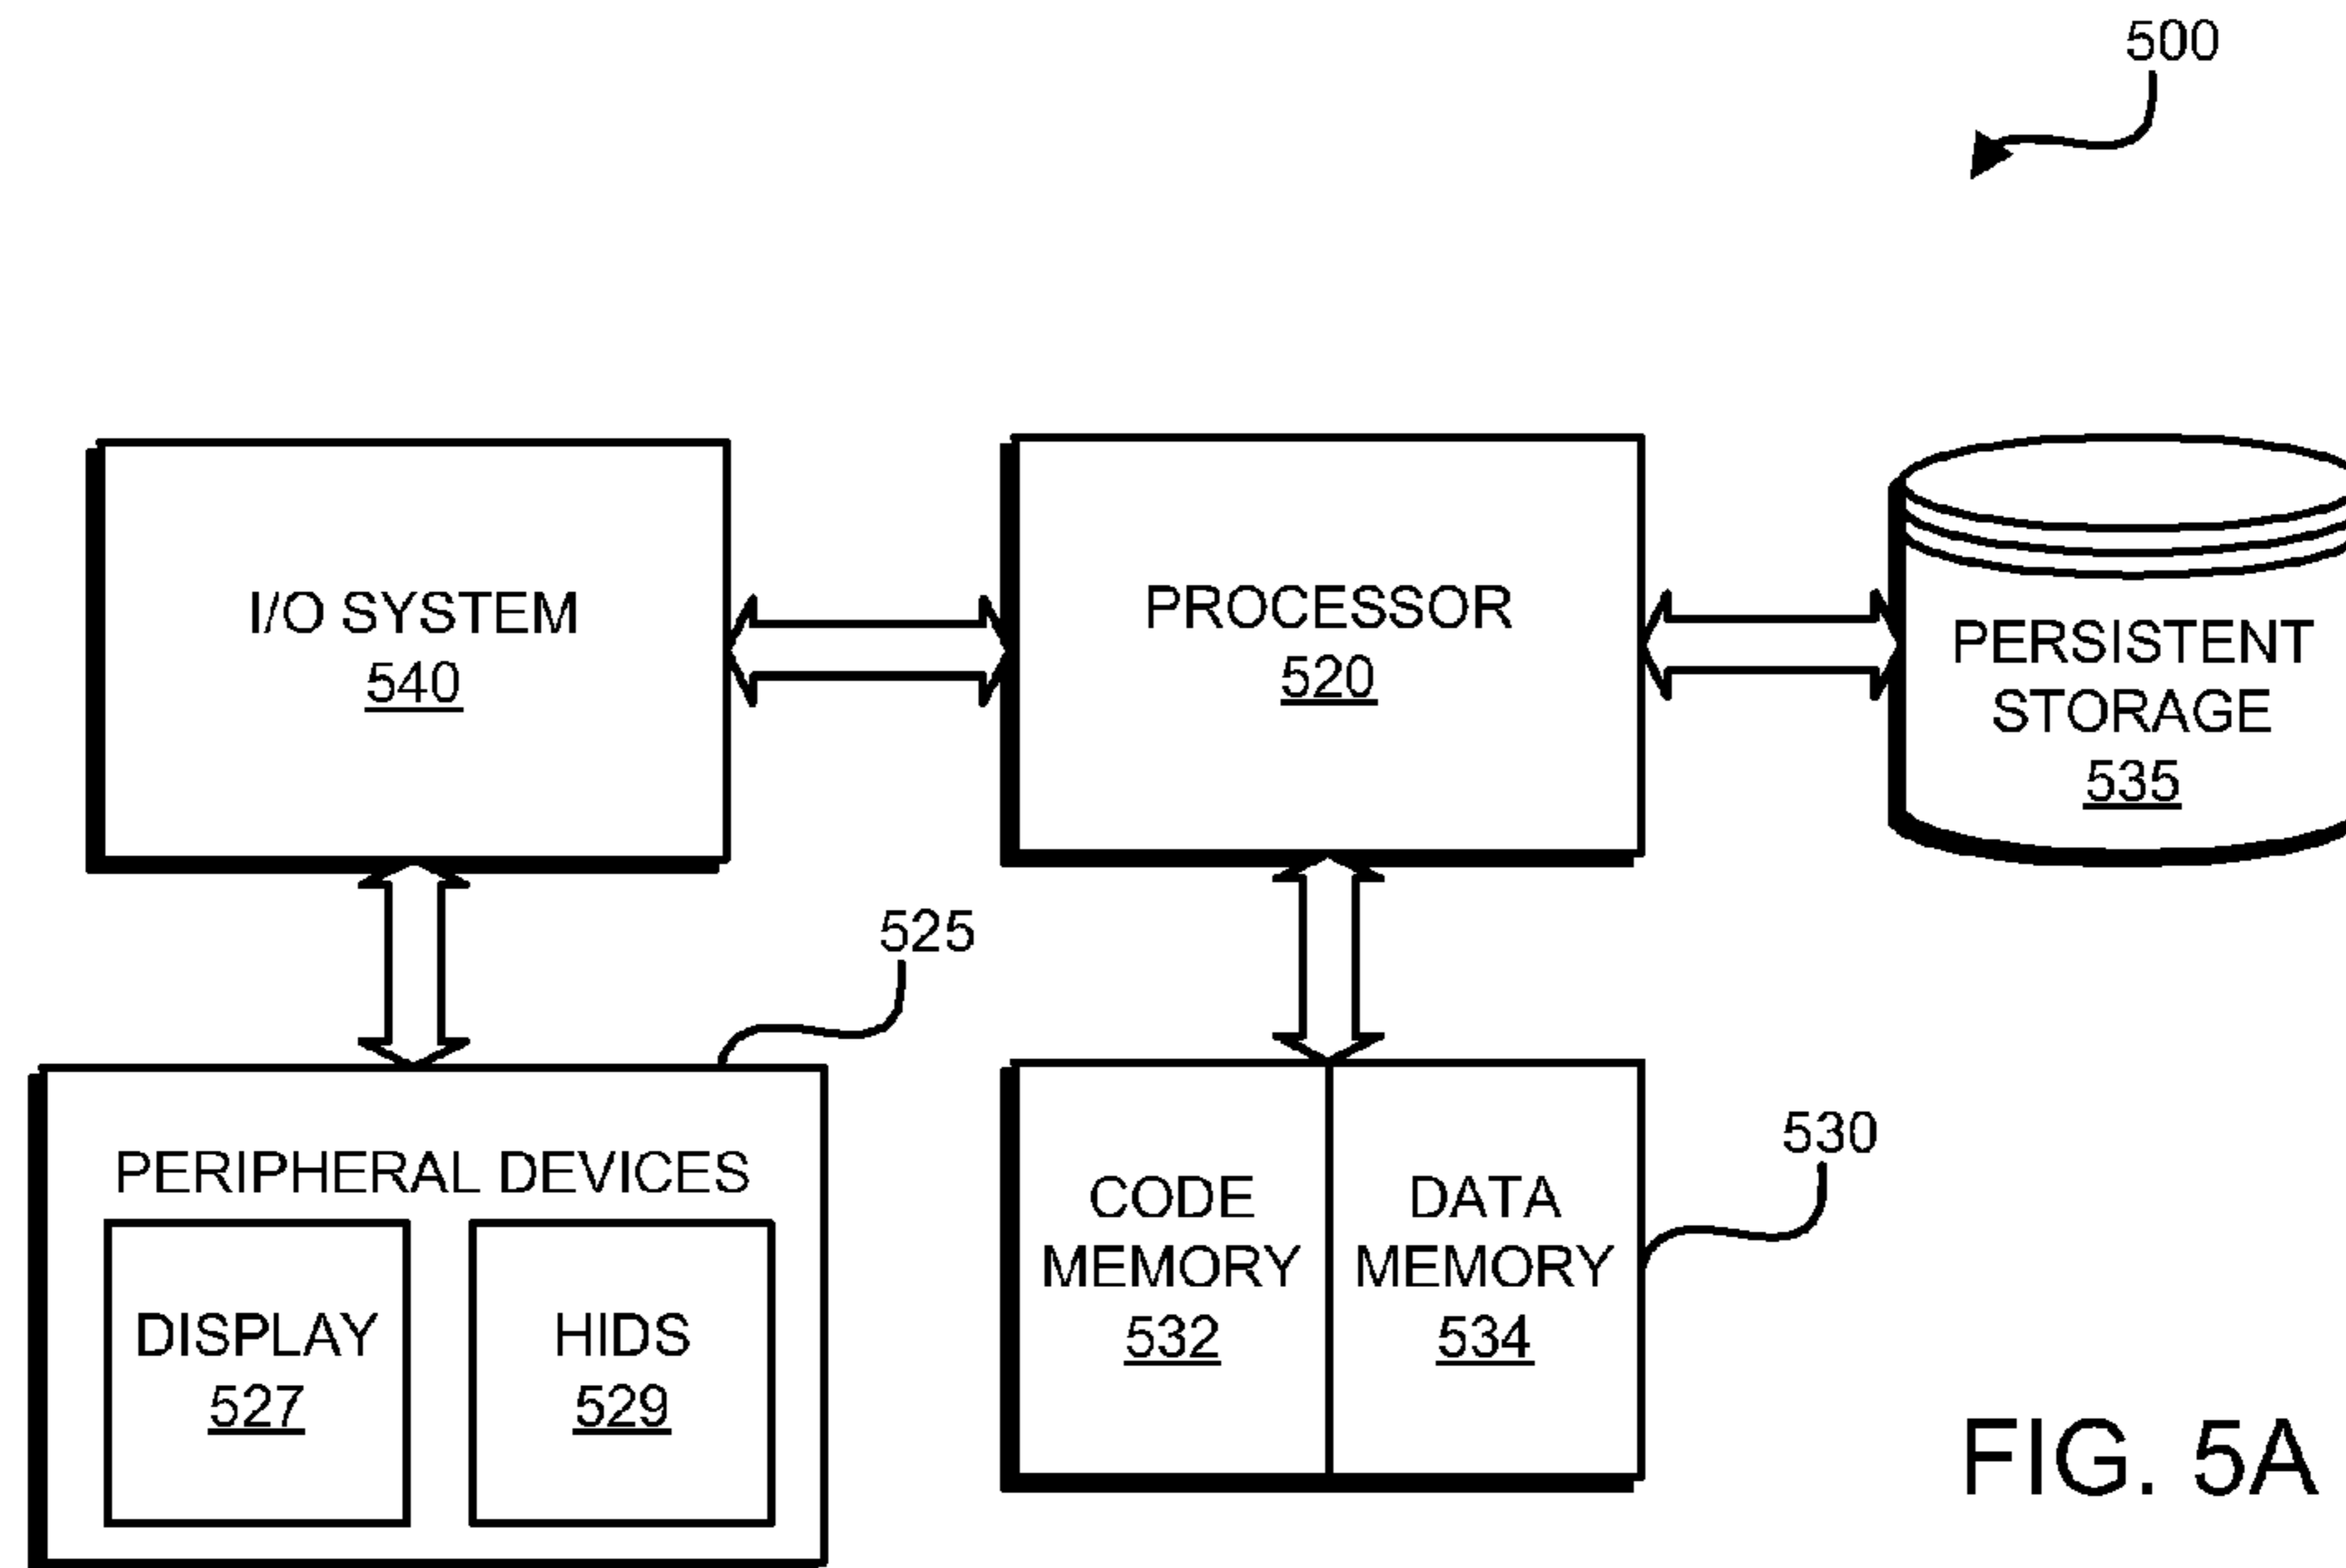 500
I/O SYSTEM
540
PROCESSOR
520
PERSISTENT
STORAGE
535
525
PERIPHERAL DEVICES
DISPLAY
527
HIDS
529
CODE
MEMORY
532
DATA
MEMORY
534
530
FIG. 5A